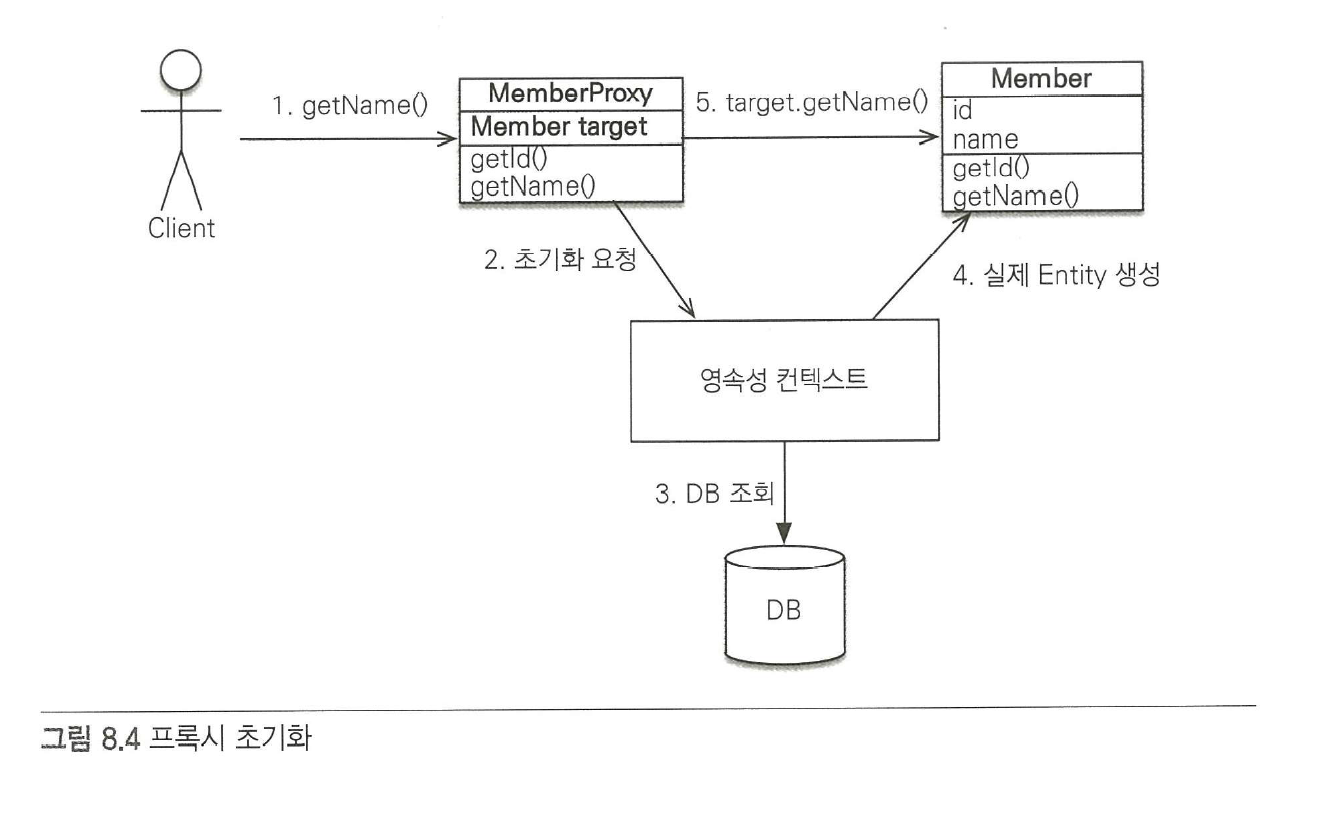 1. getName()
MemberProxy
Member target
getId()
getName()
5. target.getName()
Member
id
name
getId()
getName()
Client
2. 초기화 요청
4. 실제 Entity 생성
영속성 컨텍스트
3. DB 조회
DB
그림 8.4 프록시 초기화